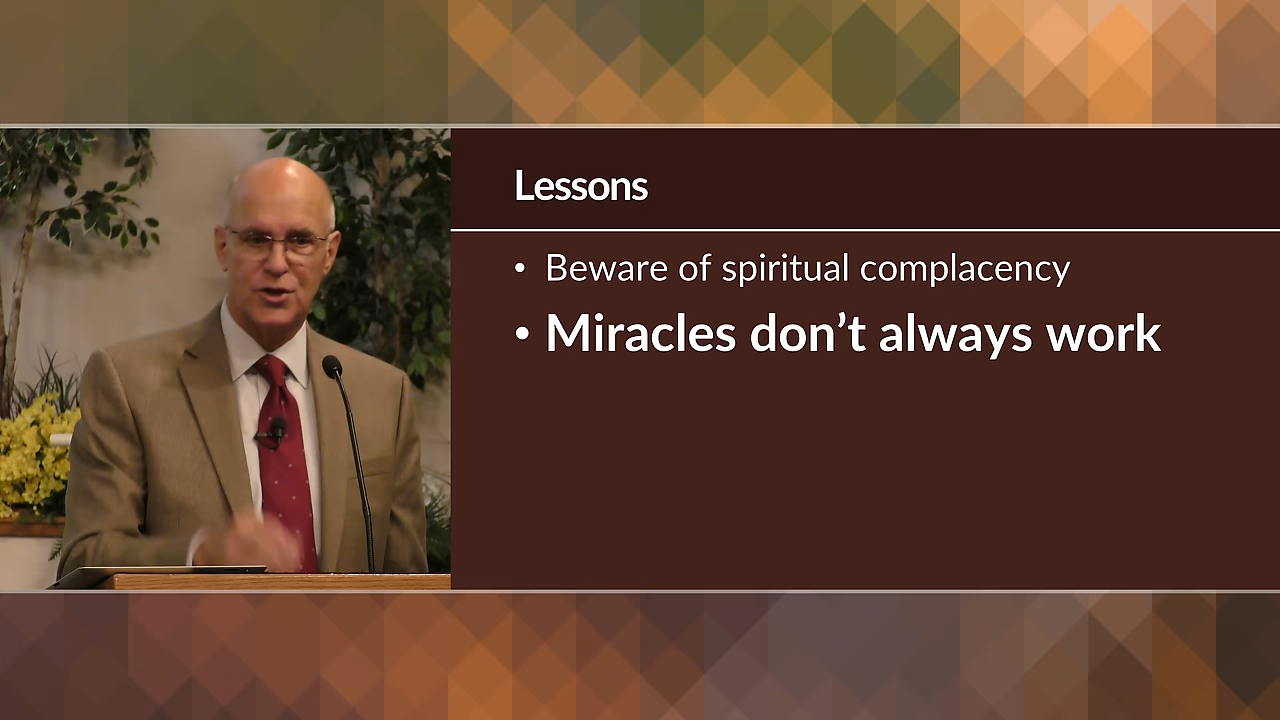 Lessons
• Beware of spiritual complacency
• Miracles don’t always work